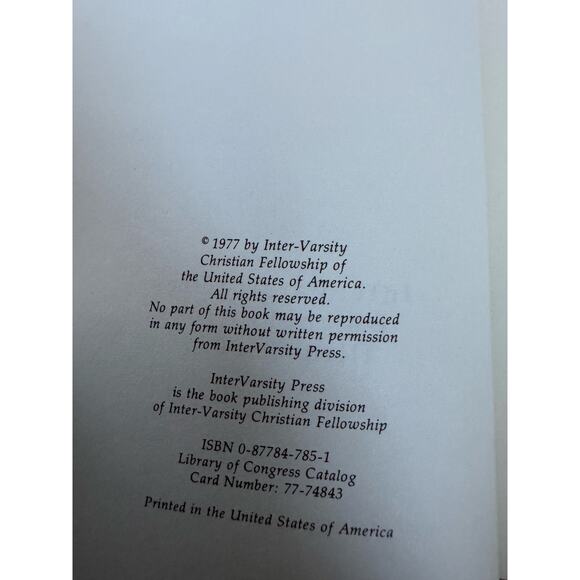 © 1977 by Inter-Varsity
Christian Fellowship of
the United States of America.
All rights reserved.
No part of this book may be reproduced
in any form without written permission
from InterVarsity Press.
InterVarsity Press
is the book publishing division
of Inter-Varsity Christian Fellowship
ISBN 0-87784-785-1
Library of Congress Catalog
Card Number: 77-74843
Printed in the United States of America